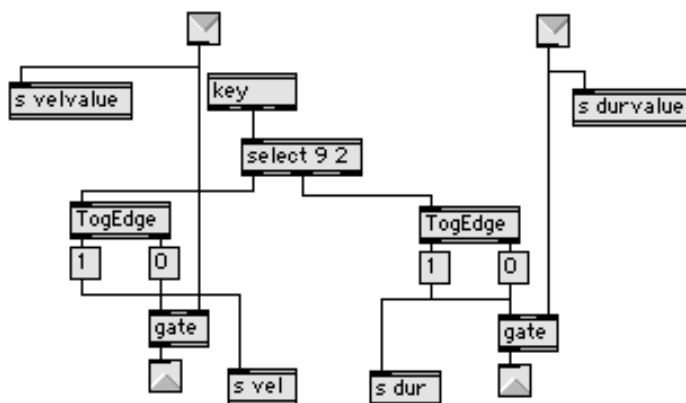 s velvalue
key
s durvalue
select 9 2
TogEdge
TogEdge
1
0
1
0
gate
gate
s vel
s dur